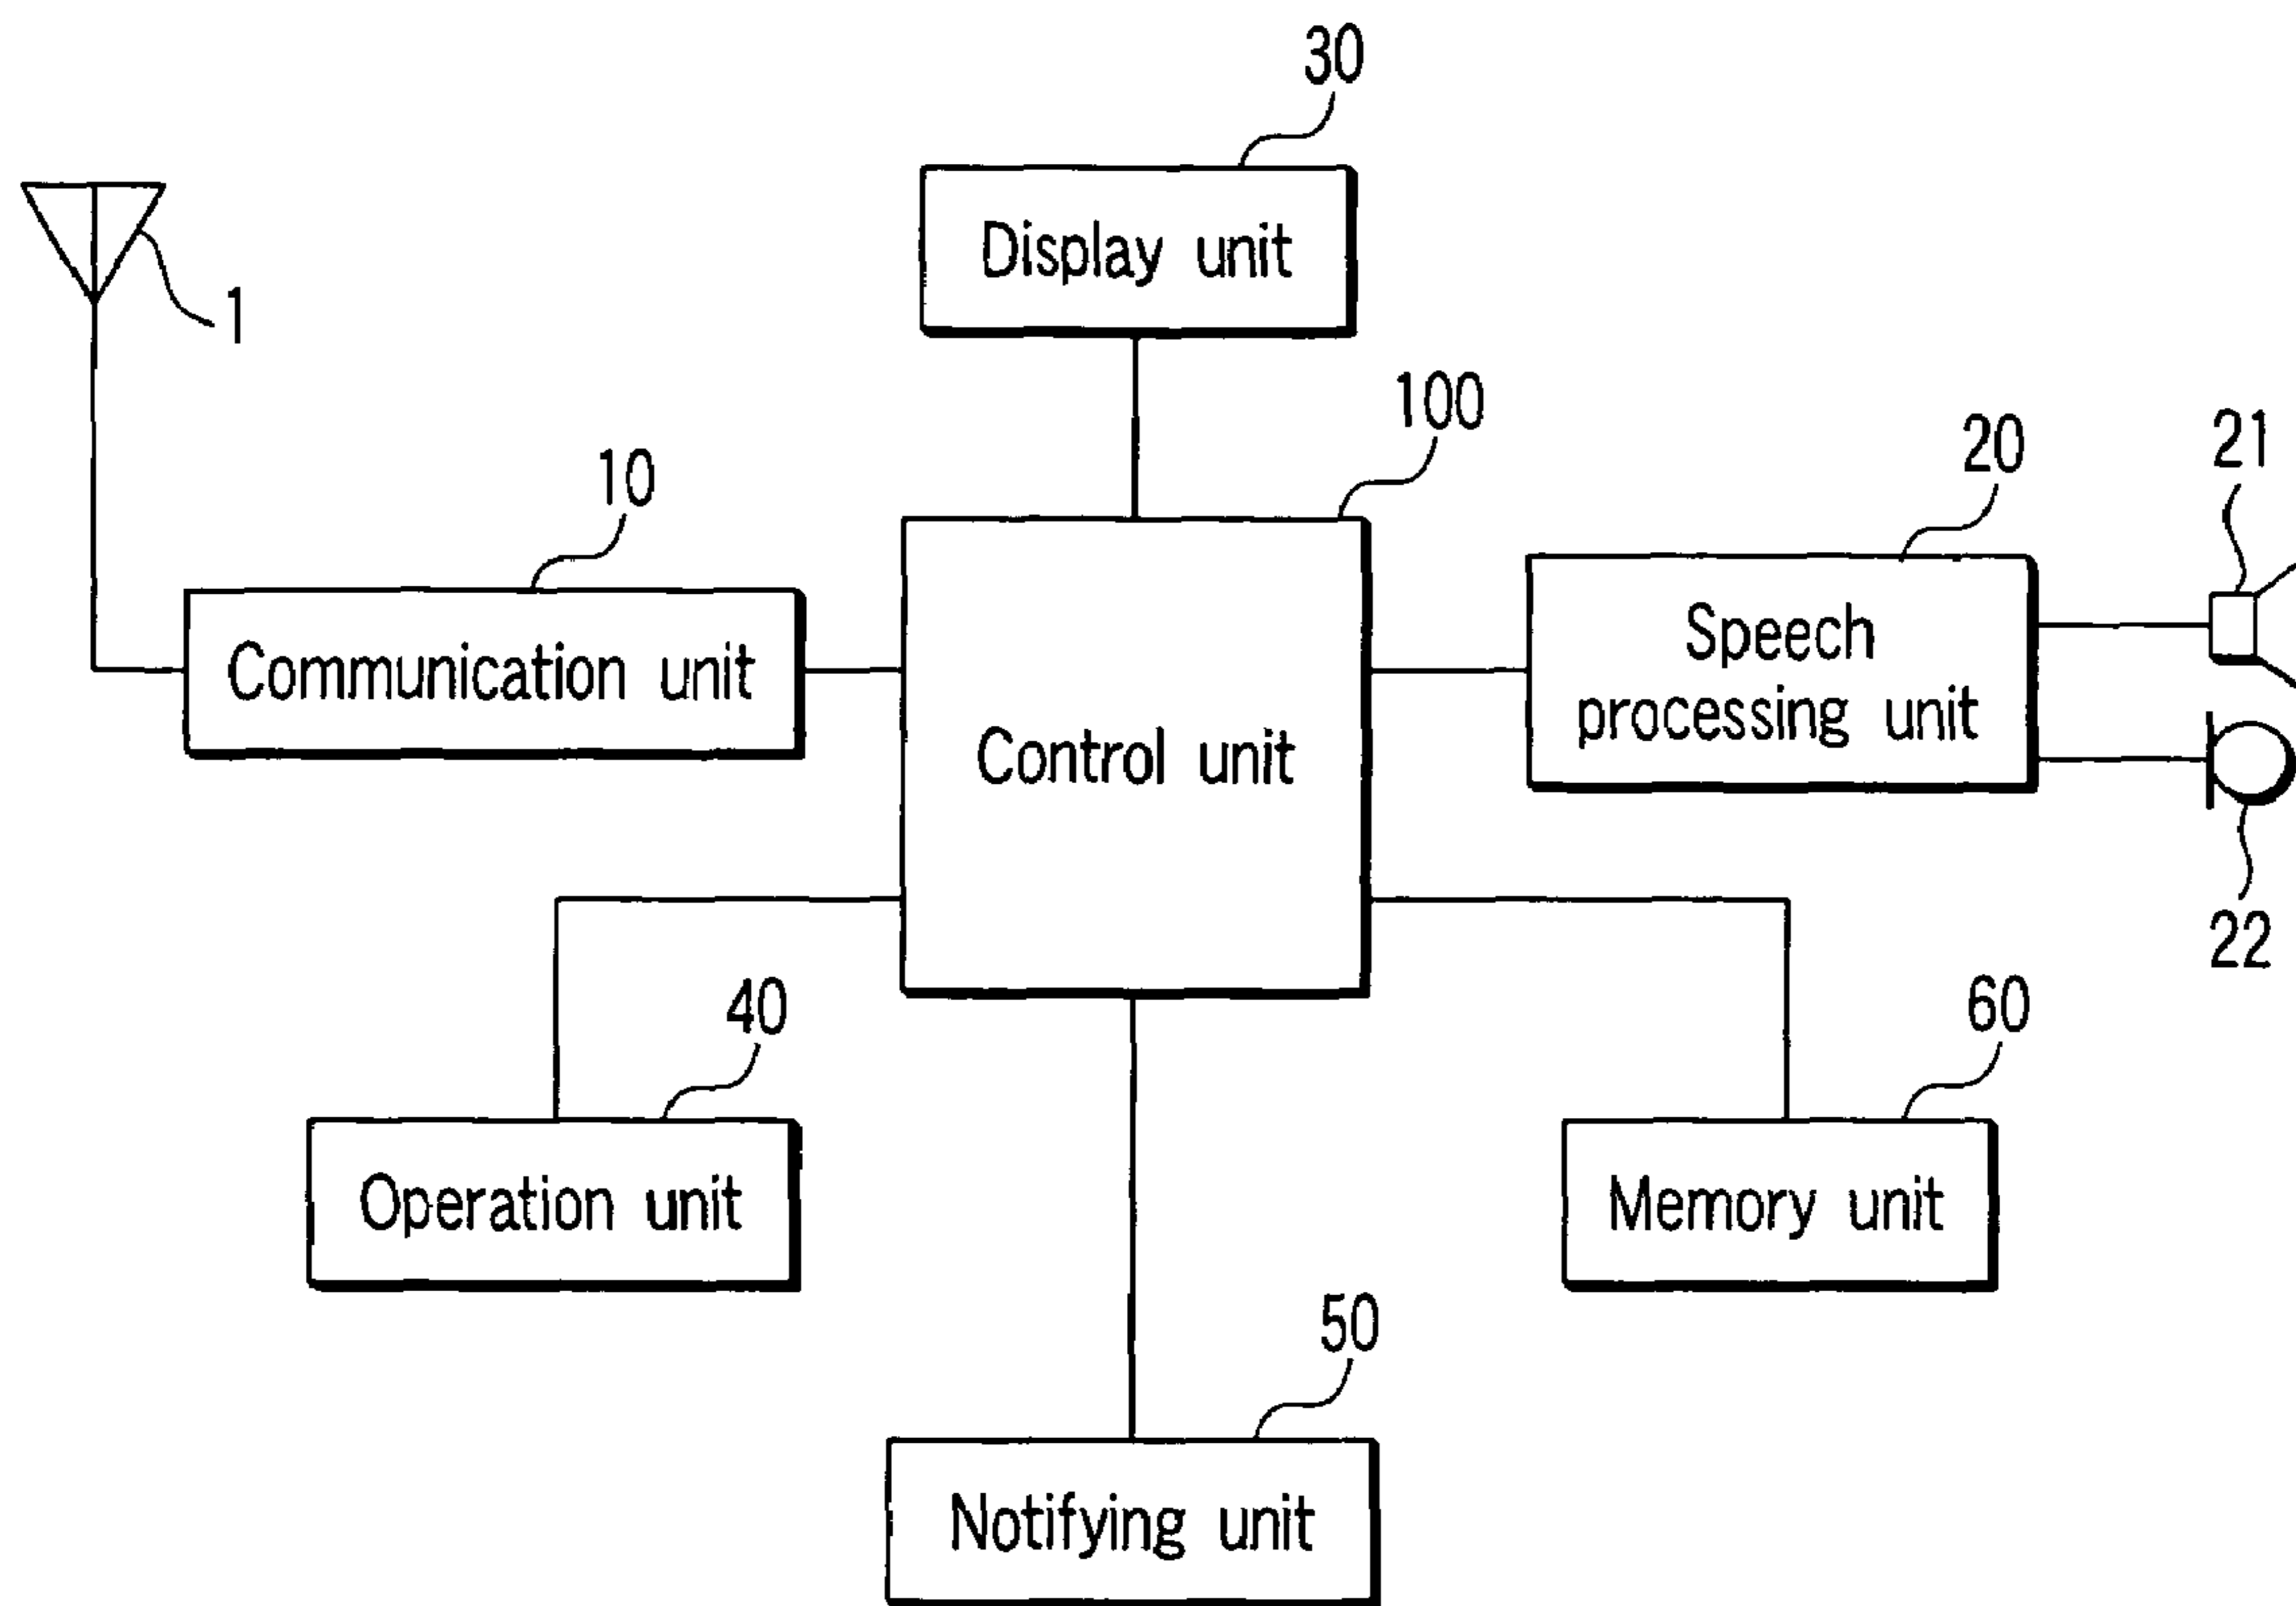 30
Display unit
1
100
10
20
21
Communication unit
Control unit
Speech
processing unit
22
40
60
Operation unit
Memory unit
50
Notifying unit